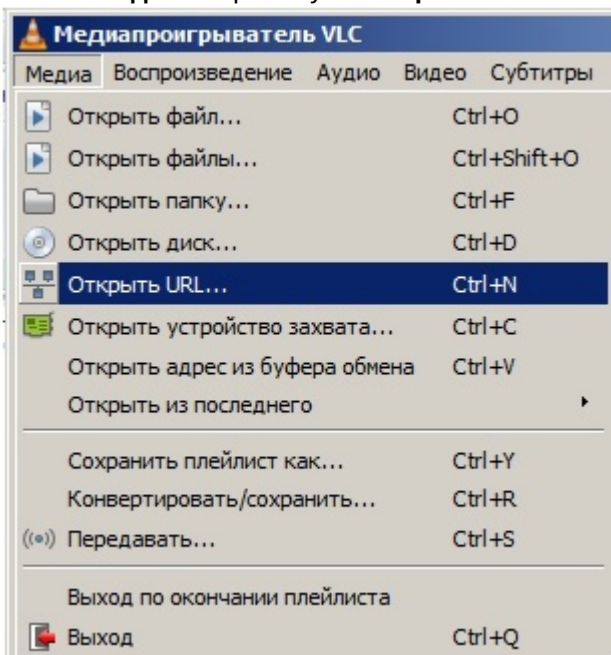 Медиапроигрыватель VLC
Медиа Воспроизведение Аудио Видео Субтитры
Открыть файл... Ctrl+O
Открыть файлы... Ctrl+Shift+O
Открыть папку... Ctrl+F
Открыть диск... Ctrl+D
Открыть URL... Ctrl+N
Открыть устройство захвата... Ctrl+C
Открыть адрес из буфера обмена Ctrl+V
Открыть из последнего
Сохранить плейлист как... Ctrl+Y
Конвертировать/сохранить... Ctrl+R
Передавать... Ctrl+S
Выход по окончании плейлиста
Выход Ctrl+Q